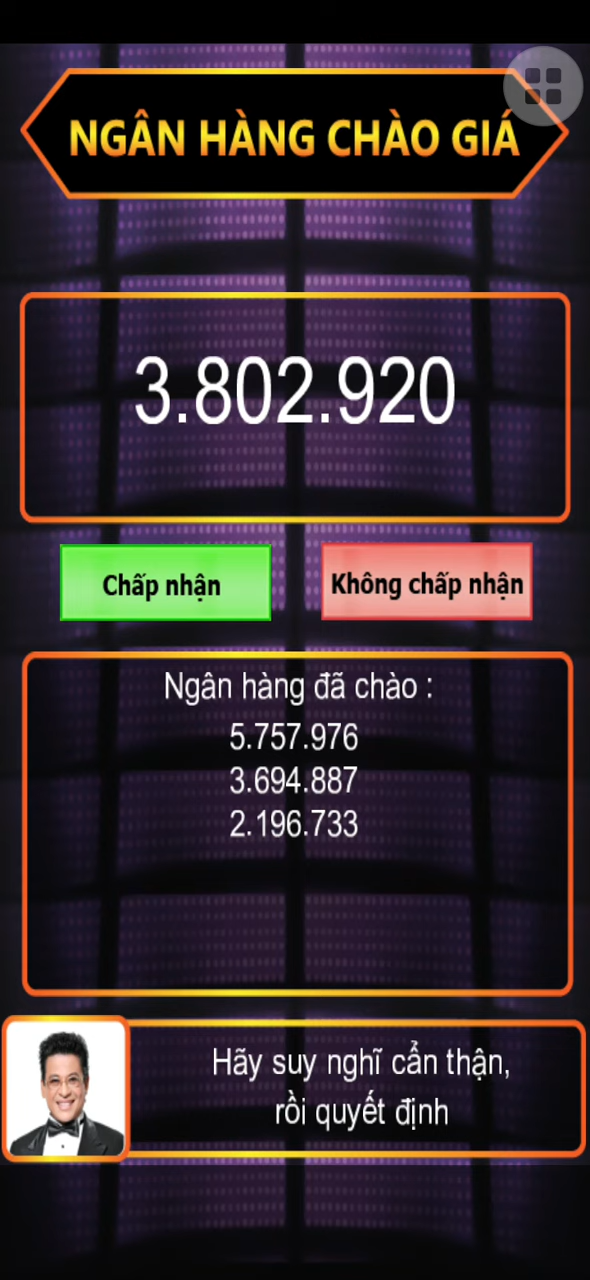 NGÂN HÀNG CHÀO GIÁ
3.802.920
Chấp nhận
Không chấp nhận
Ngân hàng đã chào :
5.757.976
3.694.887
2.196.733
Hãy suy nghĩ cẩn thận,
rồi quyết định